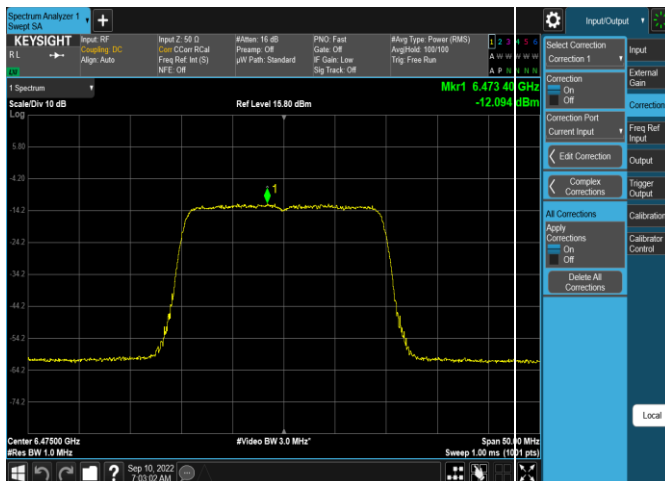 Spectrum Analyzer 1
Swept SA
Input/Output
KEYSIGHT
R L
Input: RF
Coupling: DC
Align: Auto
Input Z: 50 Ω
Corr CCorr RCal
Freq Ref: Int (S)
NFE: Off
#Atten: 16 dB
Preamp: Off
µW Path: Standard
PNO: Fast
Gate: Off
IF Gain: Low
Sig Track: Off
#Avg Type: Power (RMS)
Avg|Hold: 100/100
Trig: Free Run
1 2 3 4 5 6
A W W W W W
A P N N N N
1 Spectrum
Scale/Div 10 dB
Log
Ref Level 15.80 dBm
Mkr1 6.473 40 GHz
-12.094 dBm
5.80
-4.20
-14.2
-24.2
-34.2
-44.2
-54.2
-64.2
-74.2
1
Center 6.47500 GHz
#Res BW 1.0 MHz
#Video BW 3.0 MHz*
Span 50.00 MHz
Sweep 1.00 ms (1001 pts)
Sep 10, 2022
7:03:02 AM
Select Correction
Correction 1
Correction
On
Off
Correction Port
Current Input
Edit Correction
Complex
Corrections
All Corrections
Apply
Corrections
On
Off
Delete All
Corrections
Input
External
Gain
Correction
Freq Ref
Input
Output
Trigger
Output
Calibration
Calibrator
Control
Local